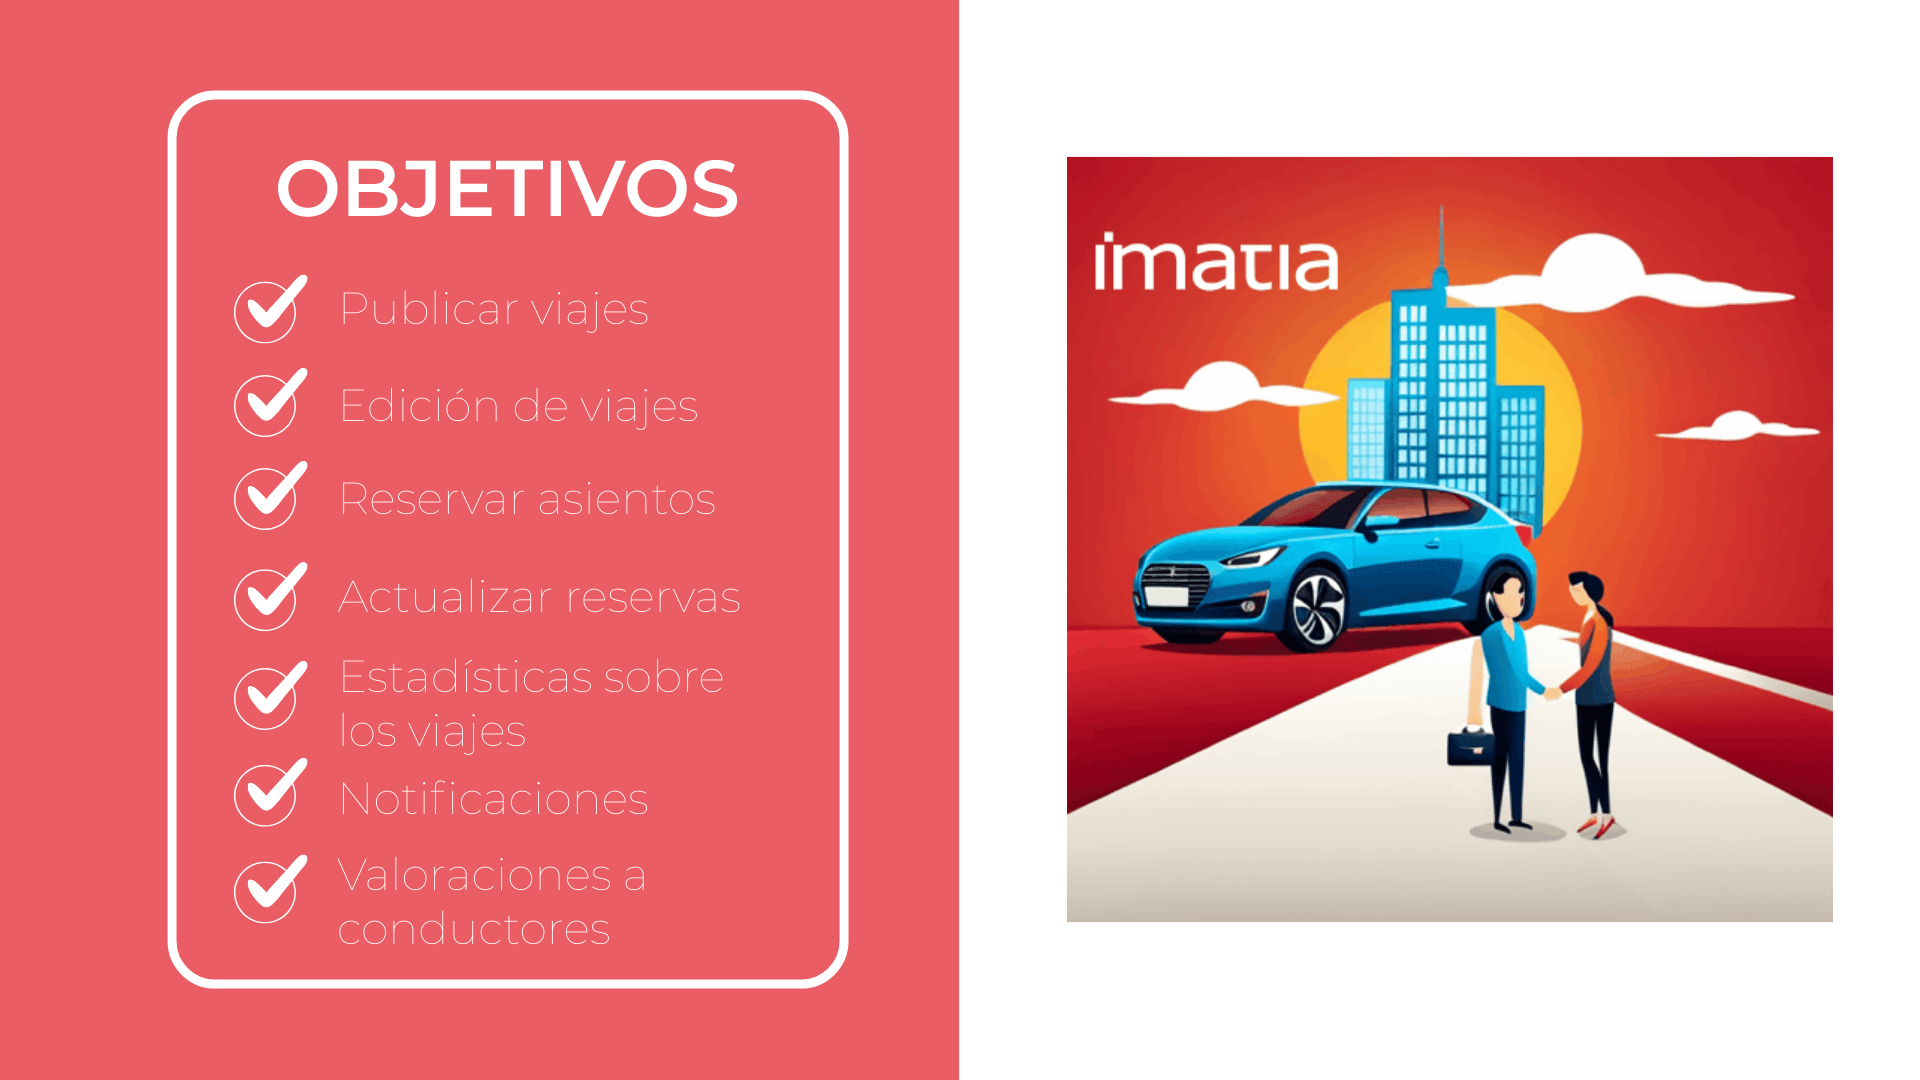 OBJETIVOS
Publicar viajes
Edición de viajes
Reservar asientos
Actualizar reservas
Estadísticas sobre
los viajes
Notificaciones
Valoraciones a
conductores
imatia